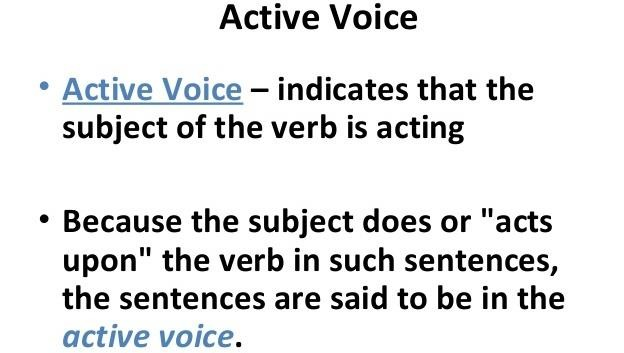 Active Voice
• Active Voice – indicates that the
subject of the verb is acting
• Because the subject does or "acts
upon" the verb in such sentences,
the sentences are said to be in the
active voice.